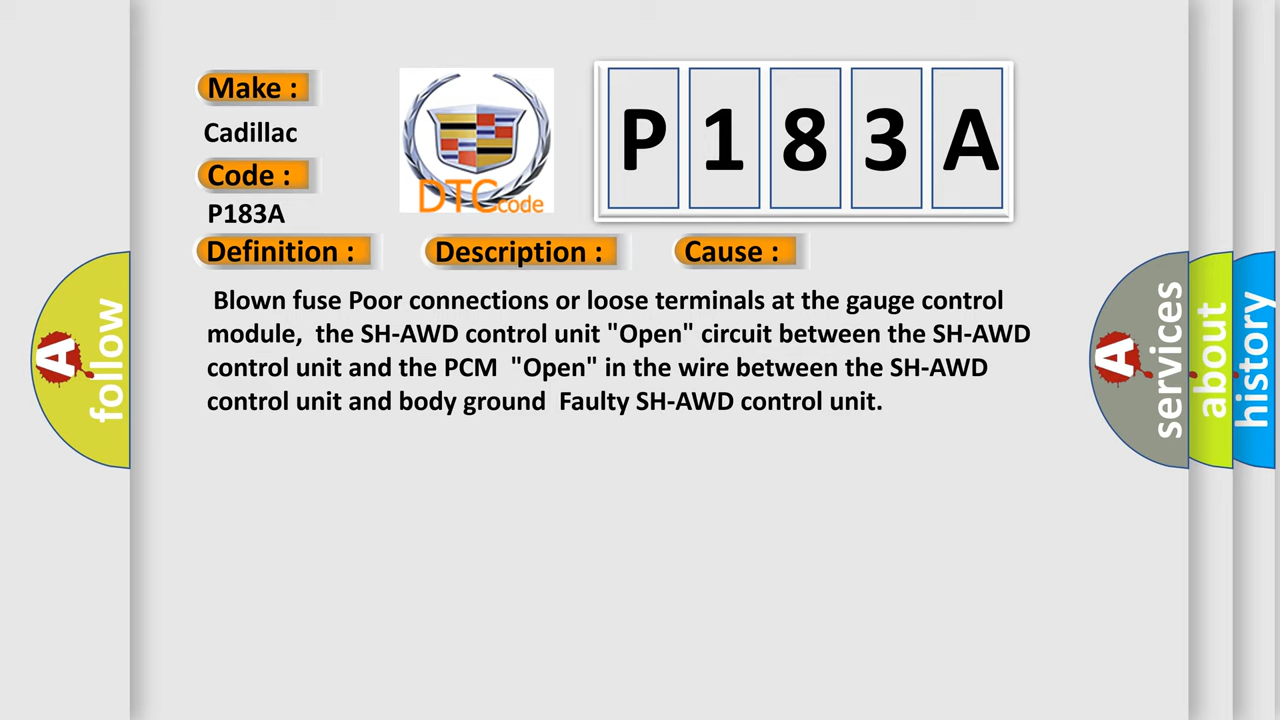 Make :
Cadillac
Code :
P183A
DTC code
P 1 8 3 A
Definition :
Description :
Cause :
Blown fuse Poor connections or loose terminals at the gauge control
module,  the SH-AWD control unit "Open" circuit between the SH-AWD
control unit and the PCM  "Open" in the wire between the SH-AWD
control unit and body ground  Faulty SH-AWD control unit.
A follow
A services
about
history